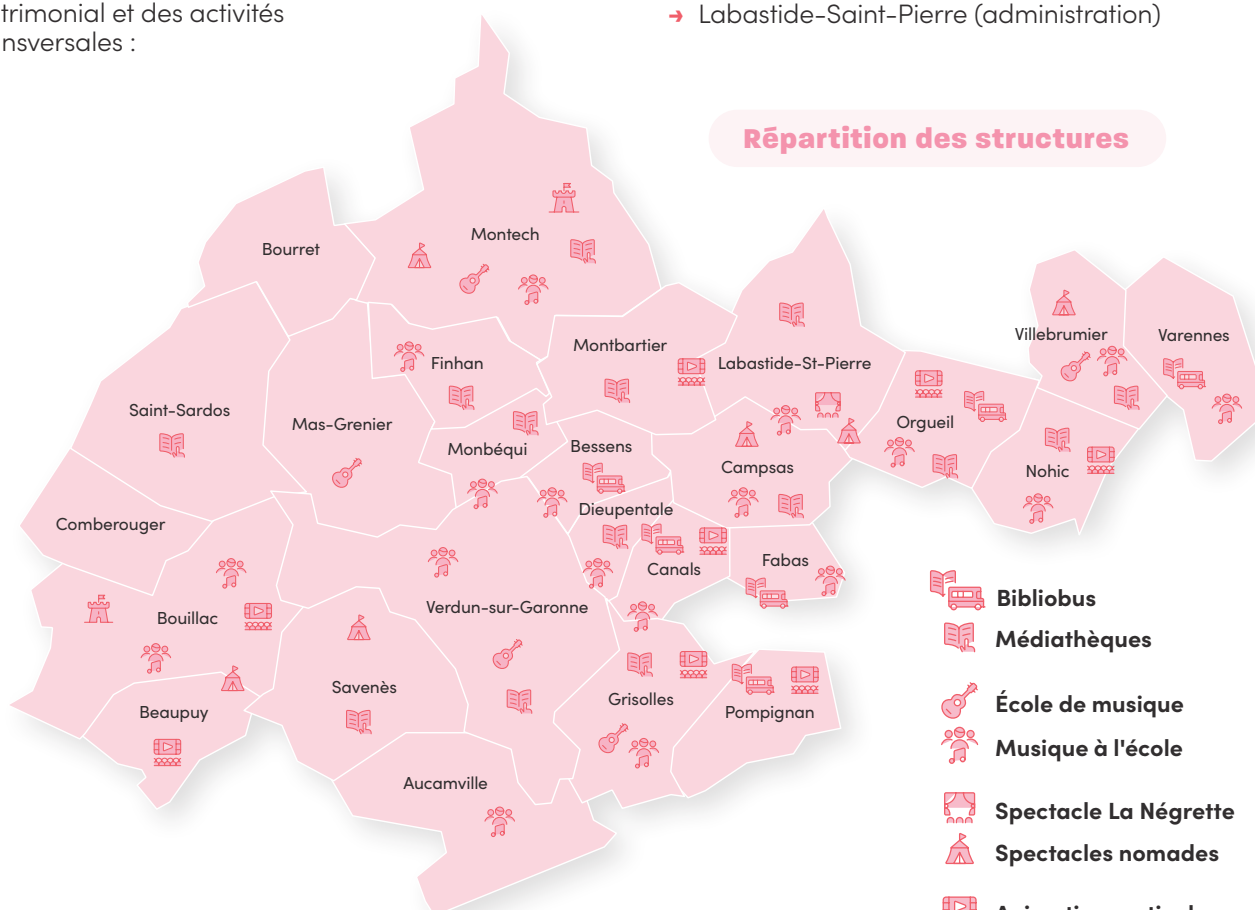 trimonial et des activités
nsversales :
→ Labastide-Saint-Pierre (administration)
Répartition des structures
Montech
Bourret
Villebrumier
Varennes
Montbartier
Finhan
Labastide-St-Pierre
Saint-Sardos
Mas-Grenier
Orgueil
Monbéqui
Bessens
Campsas
Nohic
Dieupentale
Comberouger
Fabas
Canals
Verdun-sur-Garonne
Bouillac
Savenès
Grisolles
Beaupuy
Pompignan
Aucamville
Bibliobus
Médiathèques
École de musique
Musique à l'école
Spectacle La Négrette
Spectacles nomades